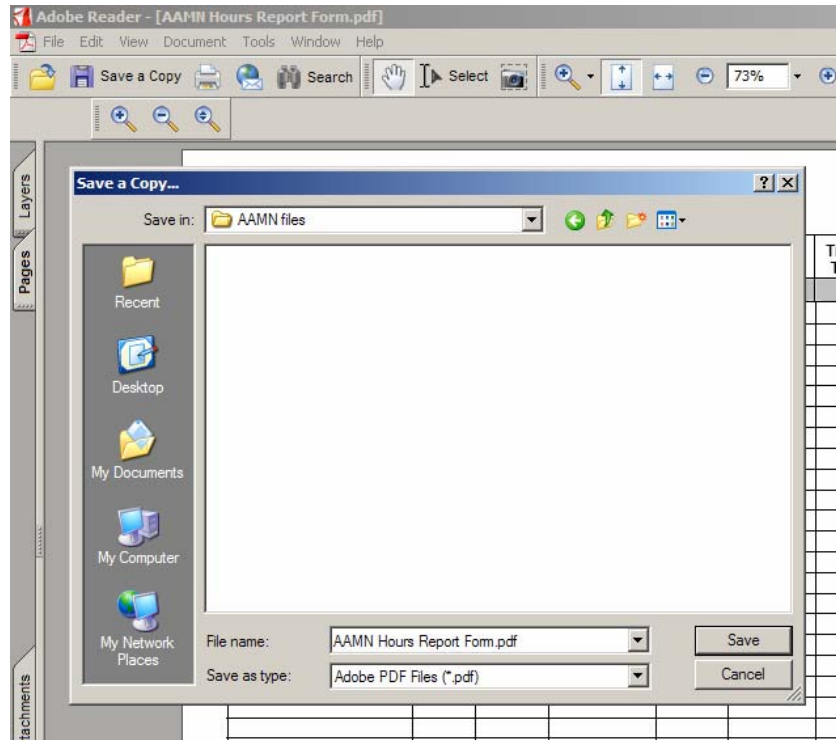 Adobe Reader - [AAMN Hours Report Form.pdf]
File Edit View Document Tools Window Help
Save a Copy Search Select 73%
Layers
Pages
Save a Copy...
Save in: AAMN files
Recent
Desktop
My Documents
My Computer
My Network
Places
File name: AAMN Hours Report Form.pdf Save
Save as type: Adobe PDF Files (*.pdf) Cancel